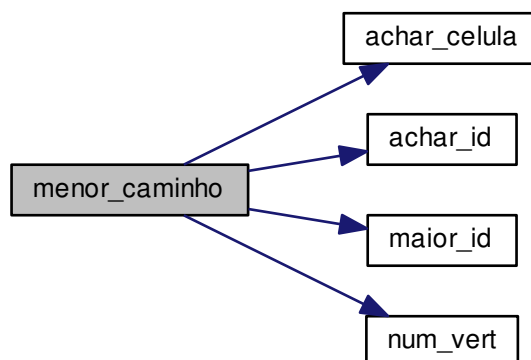 achar_celula
achar_id
menor_caminho
maior_id
num_vert